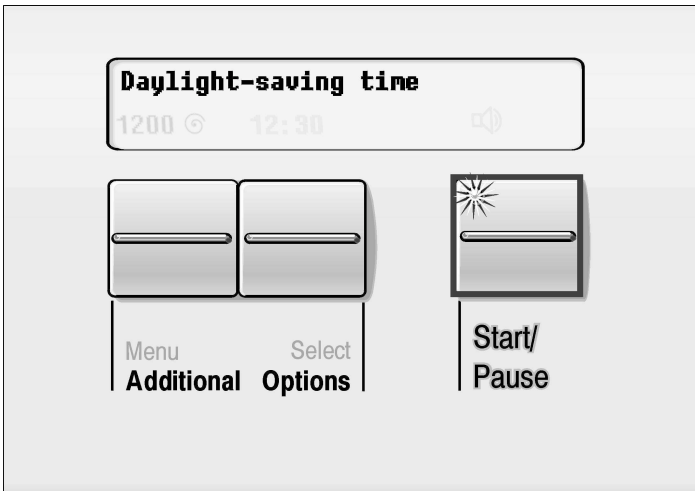 Daylight-saving time
1200 12:30
Menu Select
Additional Options
Start/
Pause